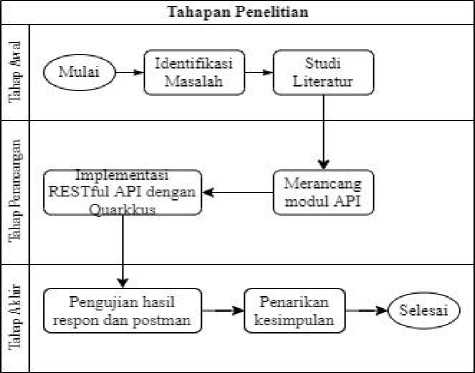 Tahapan Penelitian
Tahap Awal
Mulai
Identifikasi
Masalah
Studi
Literatur
Tahap Perancangan
Implementasi
RESTful API dengan
Quarkkus
Merancang
modul API
Tahap Akhir
Pengujian hasil
respon dan postman
Penarikan
kesimpulan
Selesai